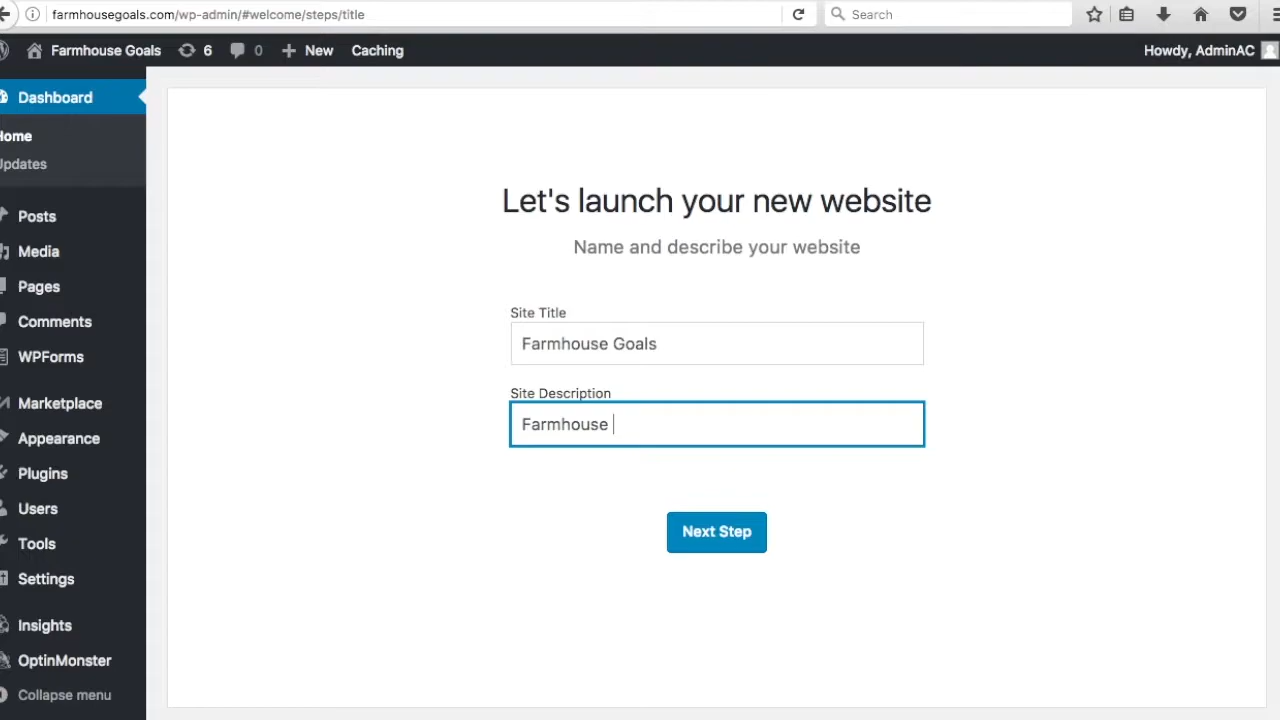 farmhousegoals.com/wp-admin/#welcome/steps/title
Search
Farmhouse Goals 6 0 New Caching Howdy, AdminAC
Dashboard
Home
Updates
Posts
Media
Pages
Comments
WPForms
Marketplace
Appearance
Plugins
Users
Tools
Settings
Insights
OptinMonster
Collapse menu
Let's launch your new website
Name and describe your website
Site Title
Farmhouse Goals
Site Description
Farmhouse
Next Step